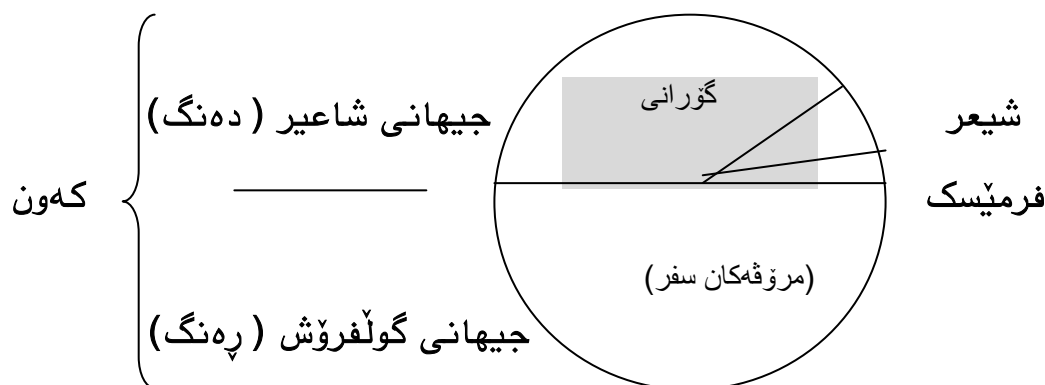 گۆرانی
شیعر
جیهانی شاعیر ( دەنگ)
فرمێسک
کەون
(مرۆڤەکان سفر)
جیهانی گوڵفرۆش ( ڕەنگ)